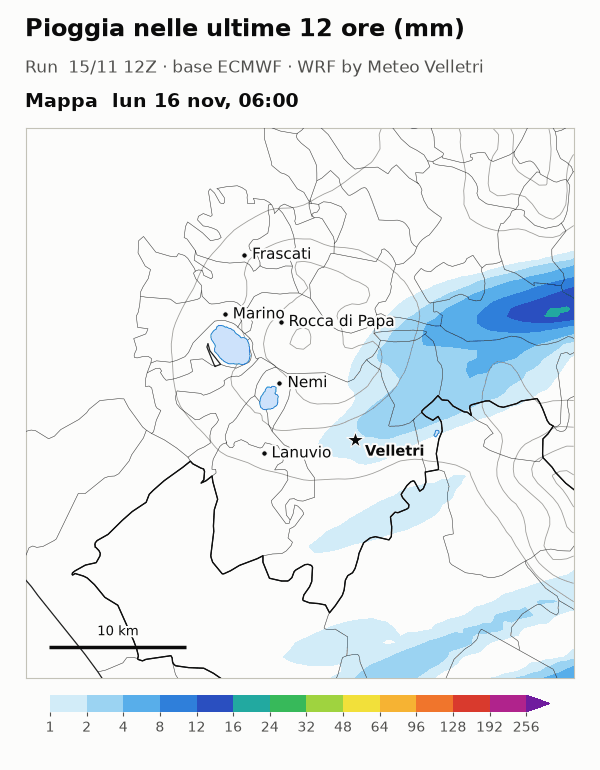 Pioggia nelle ultime 12 ore (mm)
Run  15/11 12Z · base ECMWF · WRF by Meteo Velletri
Mappa  lun 16 nov, 06:00
Frascati
Marino
Rocca di Papa
Nemi
Velletri
Lanuvio
10 km
1 2 4 8 12 16 24 32 48 64 96 128 192 256